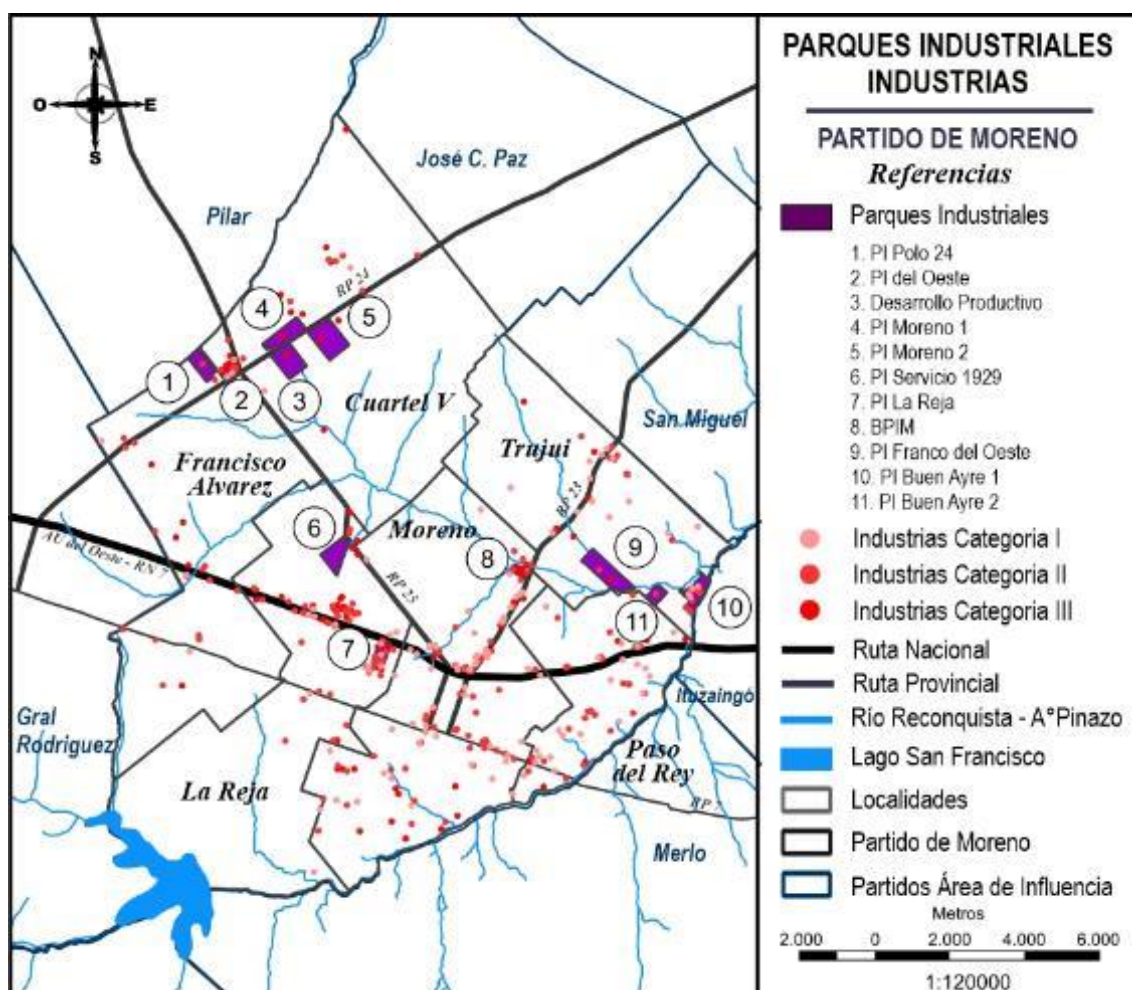 N
O
E
S
José C. Paz
Pilar
RP 24
4
5
1
2
3
Cuartel V
San Miguel
Trujui
Francisco
Alvarez
RP 23
6
Moreno
8
9
AU del Oeste - RN 7
RP 25
10
11
7
Ituzaingo
Gral
Rodriguez
Paso
del Rey
La Reja
RP 7
Merlo
PARQUES INDUSTRIALES
INDUSTRIAS
PARTIDO DE MORENO
Referencias
Parques Industriales
1. PI Polo 24
2. PI del Oeste
3. Desarrollo Productivo
4. PI Moreno 1
5. PI Moreno 2
6. PI Servicio 1929
7. PI La Reja
8. BPIM
9. PI Franco del Oeste
10. PI Buen Ayre 1
11. PI Buen Ayre 2
Industrias Categoria I
Industrias Categoria II
Industrias Categoria III
Ruta Nacional
Ruta Provincial
Río Reconquista - A°Pinazo
Lago San Francisco
Localidades
Partido de Moreno
Partidos Área de Influencia
Metros
2.000 0 2.000 4.000 6.000
1:120000